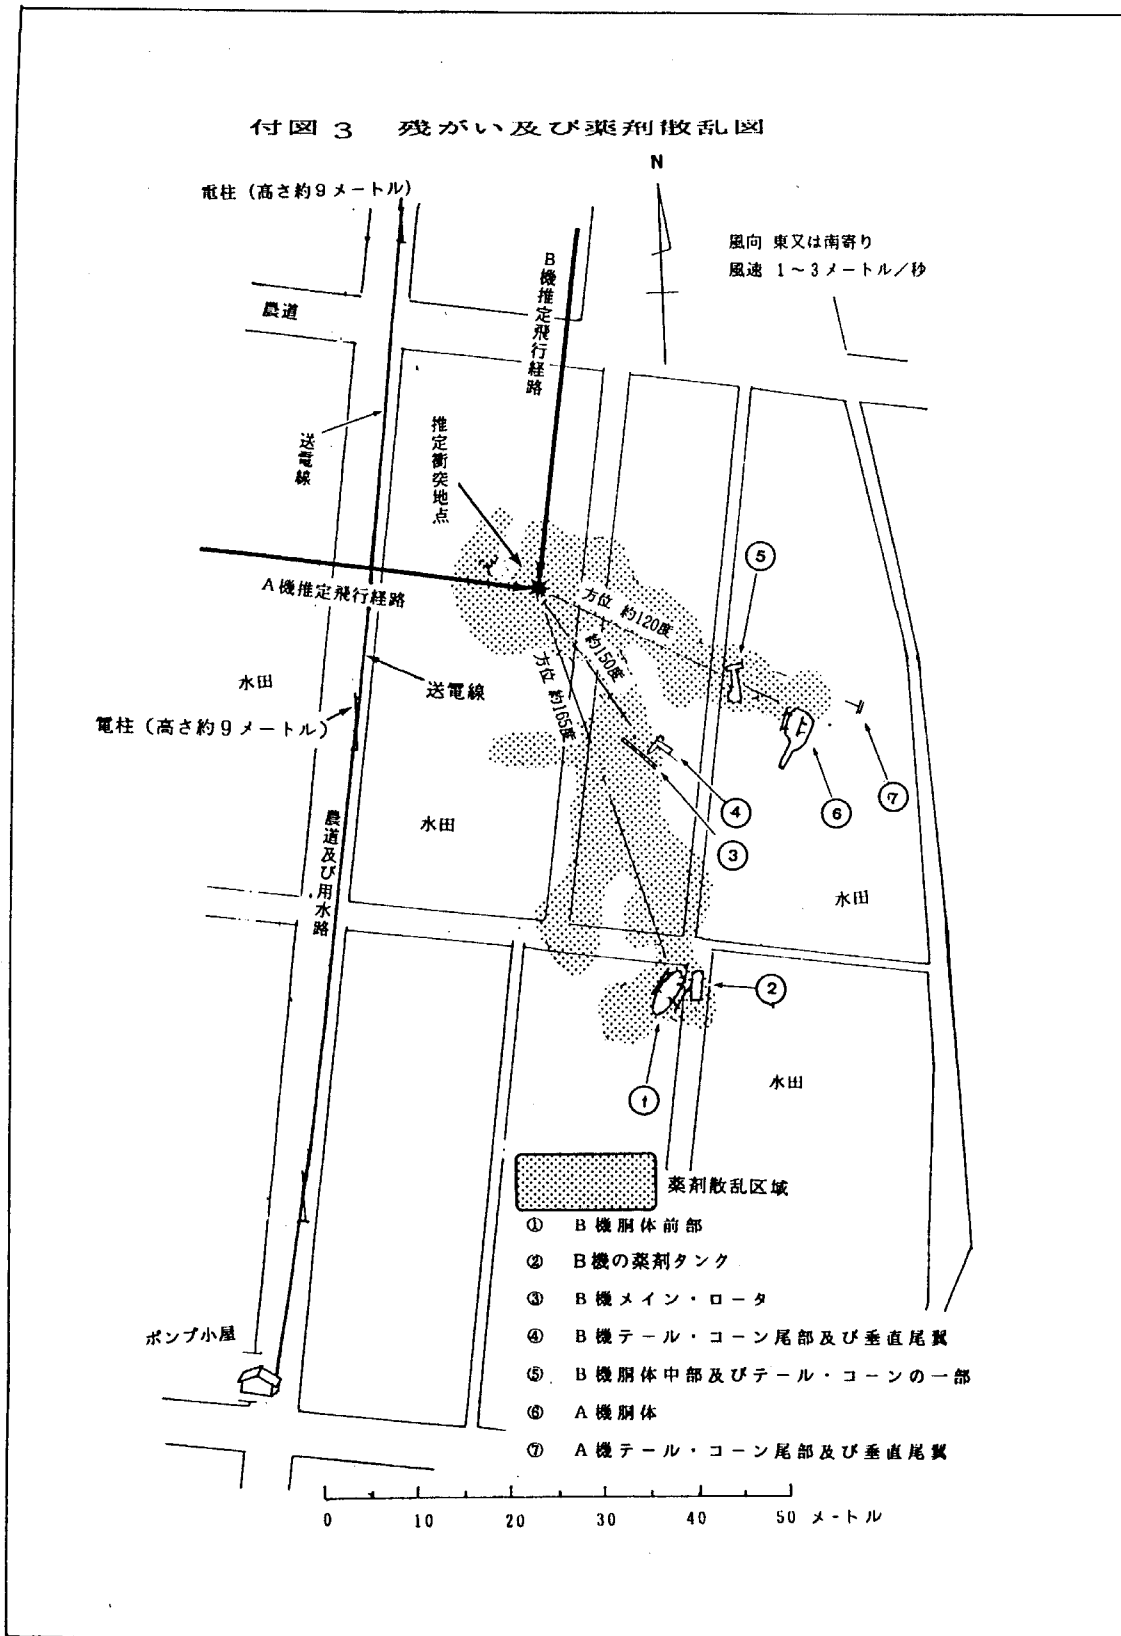 付図3 残がい及び薬剤散乱図
電柱(高さ約9メートル)
N
風向 東又は南寄り
風速 1~3メートル/秒
農道
B機推定飛行経路
送電線
推定衝突地点
A機推定飛行経路
⑤
方位 約120度
約150度
方位 約165度
水田
送電線
電柱(高さ約9メートル)
⑦
⑥
④
③
水田
農道及び用水路
水田
②
①
水田
薬剤散乱区域
① B機胴体前部
② B機の薬剤タンク
③ B機メイン・ロータ
④ B機テール・コーン尾部及び垂直尾翼
⑤ B機胴体中部及びテール・コーンの一部
⑥ A機胴体
⑦ A機テール・コーン尾部及び垂直尾翼
ポンプ小屋
0 10 20 30 40 50 メートル